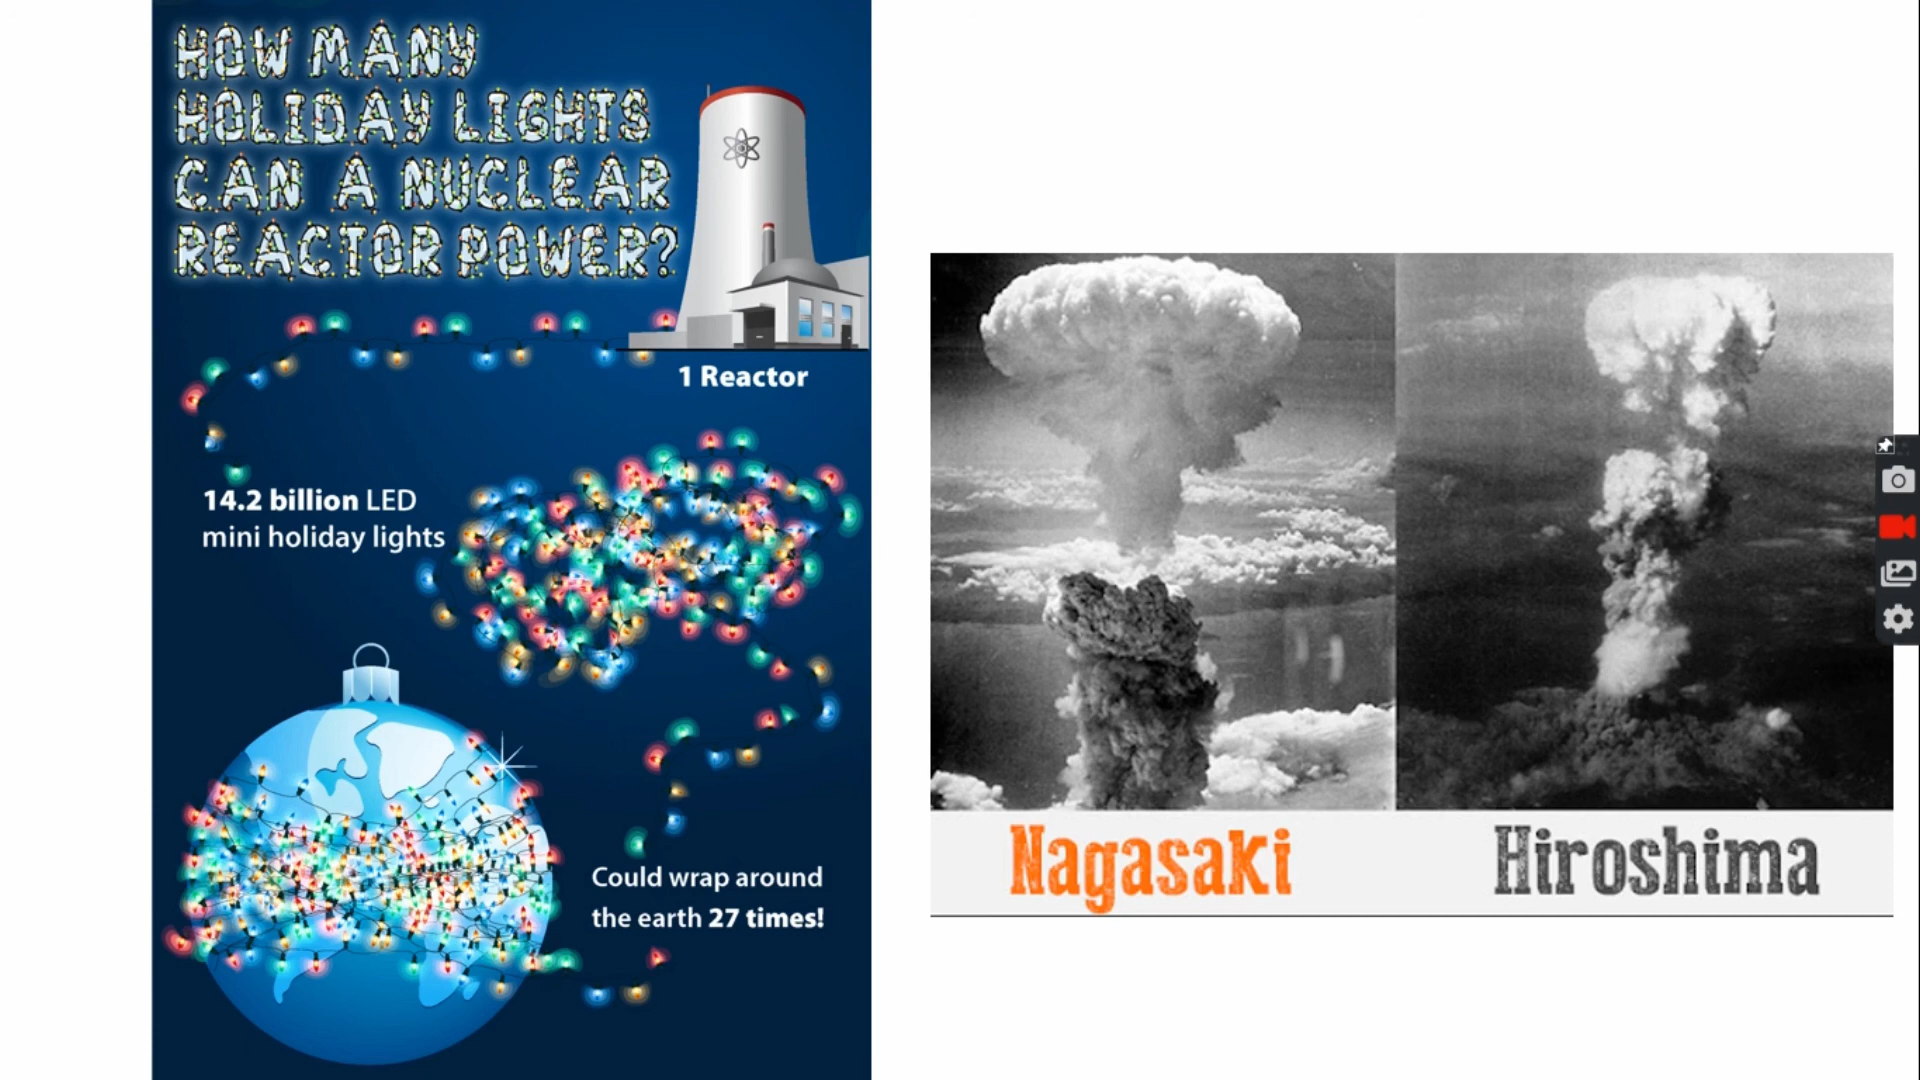 HOW MANY
HOLIDAY LIGHTS
CAN A NUCLEAR
REACTOR POWER?
1 Reactor
14.2 billion LED
mini holiday lights
Could wrap around
the earth 27 times!
Nagasaki
Hiroshima